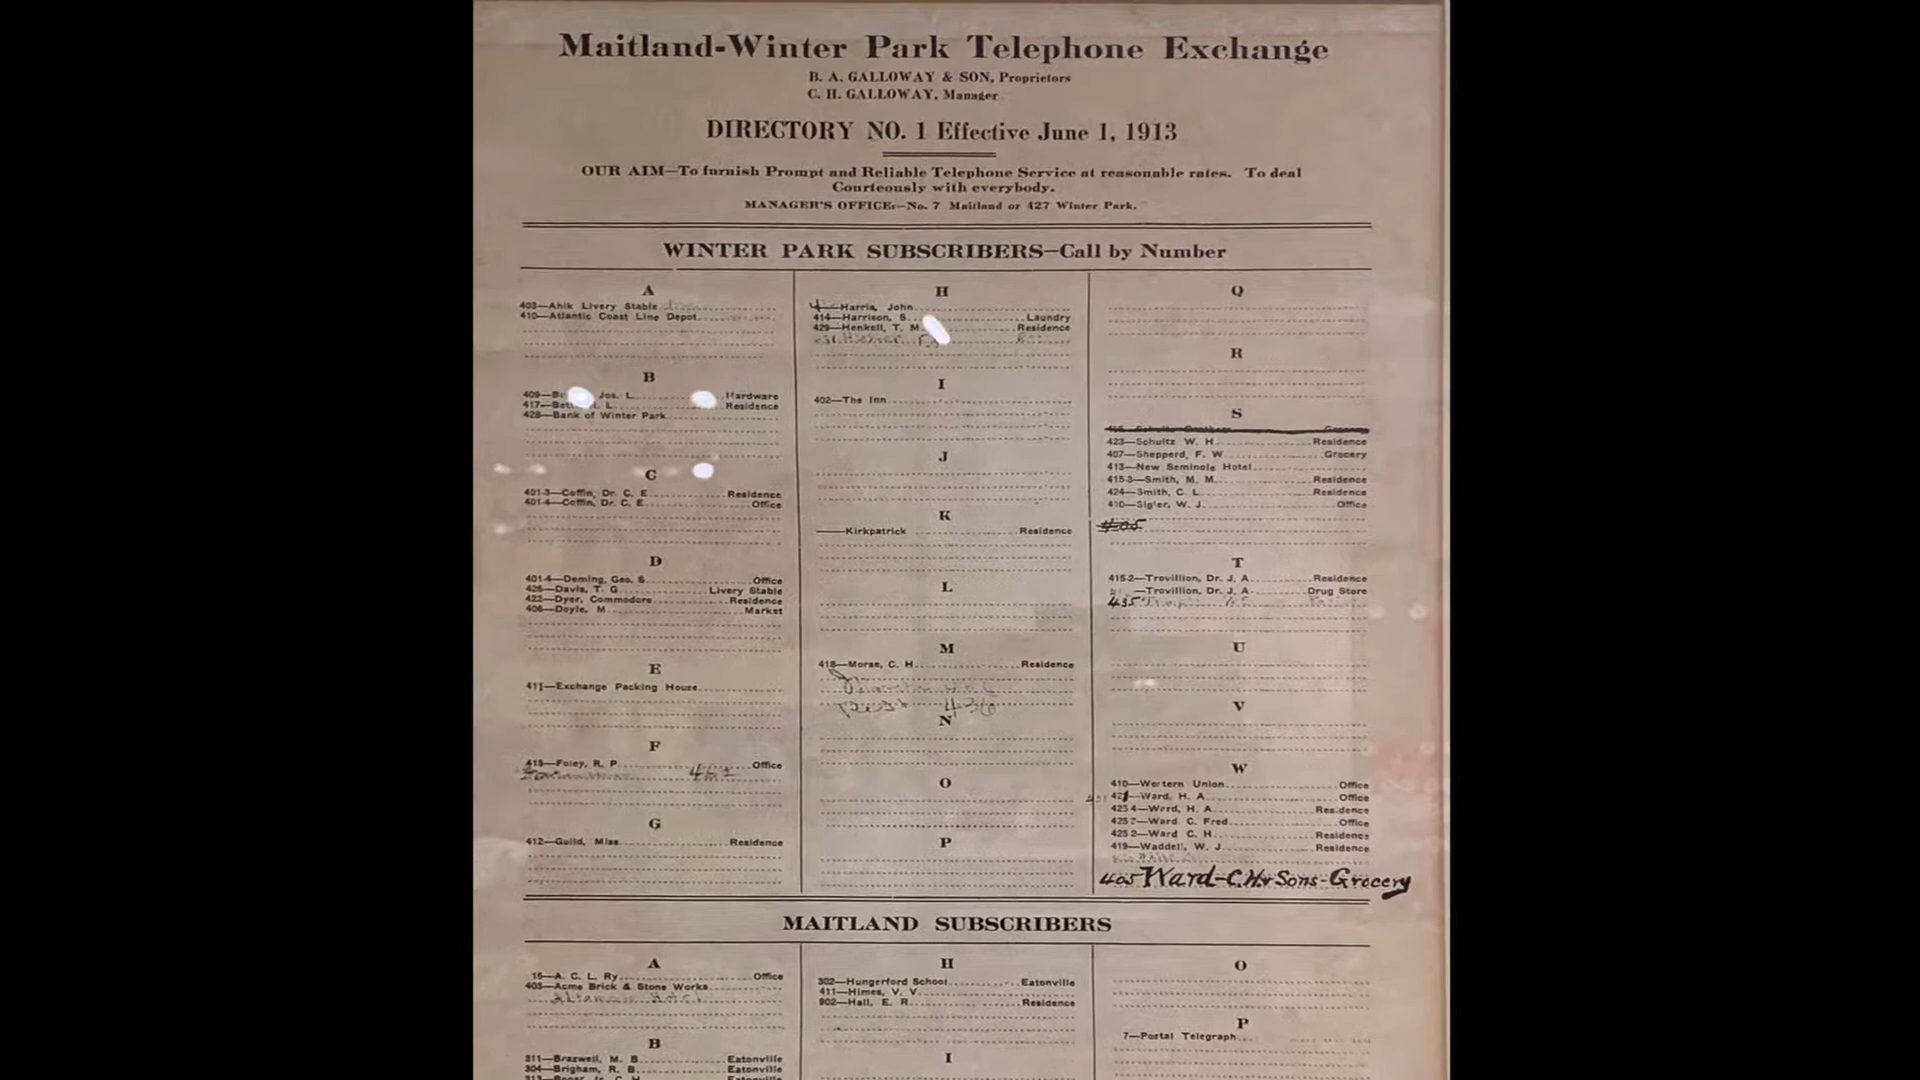 Maitland-Winter Park Telephone Exchange
B. A. GALLOWAY & SON, Proprietors
C. H. GALLOWAY, Manager
DIRECTORY NO. 1 Effective June 1, 1913
OUR AIM—To furnish Prompt and Reliable Telephone Service at reasonable rates. To deal
Courteously with everybody.
MANAGER'S OFFICE:—No. 7 Maitland or 427 Winter Park.
WINTER PARK SUBSCRIBERS—Call by Number
A
403—Ahik Livery Stable
410—Atlantic Coast Line Depot
B
409— Jos. L. Hardware
417— L. Residence
428—Bank of Winter Park
C
401-3—Coffin, Dr. C. E. Residence
401-4—Coffin, Dr. C. E. Office
D
401-4—Deming, Geo. S. Office
426—Davis, T. G. Livery Stable
422—Dyer, Commodore Residence
406—Doyle, M Market
E
411—Exchange Packing House
F
415—Foley, R. P. Office
G
412—Guild, Miss Residence
H
Harris, John
414—Harrison, S. Laundry
429—Henkell, T. M. Residence
I
402—The Inn
J
K
——Kirkpatrick Residence
L
M
418—Morse, C. H. Residence
436
N
O
P
Q
R
S
423—Schultz W. H. Residence
407—Shepperd, F. W Grocery
413—New Seminole Hotel
415-3—Smith, M. M. Residence
424—Smith, C. L. Residence
410—Sigler, W. J. Office
405
T
415-2—Trovillion, Dr. J. A. Residence
—Trovillion, Dr. J. A. Drug Store
435
U
V
W
410—Western Union Office
421—Ward, H. A. Office
425 4—Ward, H. A. Residence
425 —Ward C. Fred Office
425 2—Ward C. H. Residence
419—Waddell, W. J. Residence
405 Ward-C.H. & Sons-Grocery
MAITLAND SUBSCRIBERS
A
15—A. C. L. Ry. Office
403—Acme Brick & Stone Works
B
311—Brazwell, M. B. Eatonville
304—Brigham, R. B. Eatonville
H
302—Hungerford School Eatonville
411—Himes, V. V.
902—Hall, E. R. Residence
I
O
P
7—Postal Telegraph